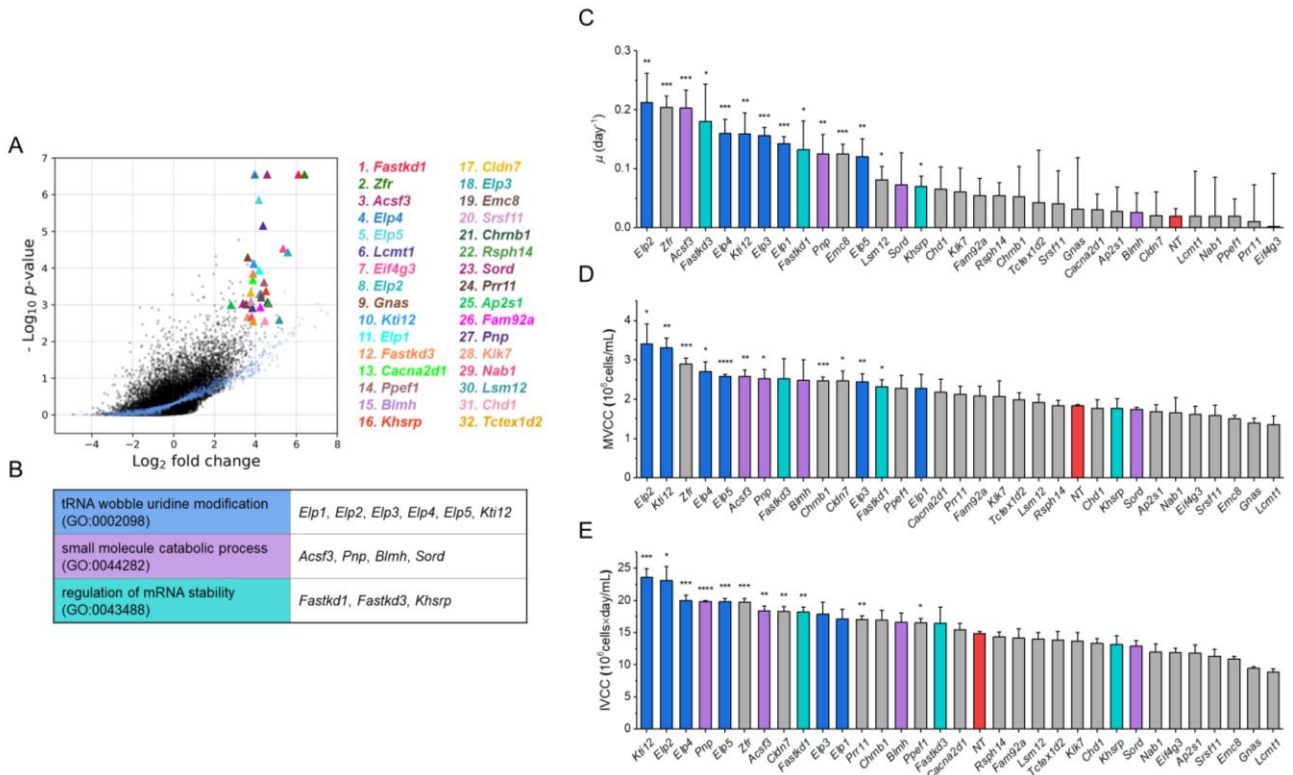 A
7
6
5
4
3
2
1
0
- Log10 p-value
−4
−2
0
2
4
6
8
Log2 fold change
1. Fastkd1
2. Zfr
3. Acsf3
4. Elp4
5. Elp5
6. Lcmt1
7. Eif4g3
8. Elp2
9. Gnas
10. Kti12
11. Elp1
12. Fastkd3
13. Cacna2d1
14. Ppef1
15. Blmh
16. Khsrp
17. Cldn7
18. Elp3
19. Emc8
20. Srsf11
21. Chrnb1
22. Rsph14
23. Sord
24. Prr11
25. Ap2s1
26. Fam92a
27. Pnp
28. Klk7
29. Nab1
30. Lsm12
31. Chd1
32. Tctex1d2
B
tRNA wobble uridine modification
(GO:0002098)
Elp1, Elp2, Elp3, Elp4, Elp5, Kti12
small molecule catabolic process
(GO:0044282)
Acsf3, Pnp, Blmh, Sord
regulation of mRNA stability
(GO:0043488)
Fastkd1, Fastkd3, Khsrp
C
0.3
0.2
0.1
0.0
μ (day-1)
** *** *** * *** ** *** *** * ** *** ** * *
Elp2 Zfr Acsf3 Fastkd3 Elp4 Kti12 Elp3 Elp1 Fastkd1 Pnp Emc8 Elp5 Lsm12 Sord Khsrp Chd1 Klk7 Fam92a Rsph14 Chrnb1 Tctex1d2 Srsf11 Gnas Cacna2d1 Ap2s1 Blmh Cldn7 NT Lcmt1 Nab1 Ppef1 Prr11 Eif4g3
D
5
4
3
2
1
0
MVCC (106cells/mL)
* ** *** * **** ** * *** * ** *
Elp2 Kti12 Zfr Elp4 Elp5 Acsf3 Pnp Fastkd3 Blmh Chrnb1 Cldn7 Elp3 Fastkd1 Ppef1 Elp1 Cacna2d1 Prr11 Fam92a Klk7 Tctex1d2 Lsm12 Rsph14 NT Chd1 Khsrp Sord Ap2s1 Nab1 Eif4g3 Srsf11 Emc8 Gnas Lcmt1
E
25
20
15
10
5
0
IVCC (106cells×day/mL)
*** * *** **** *** *** ** ** ** ** *
Kti12 Elp2 Elp4 Pnp Elp5 Zfr Acsf3 Cldn7 Fastkd1 Elp3 Elp1 Prr11 Chrnb1 Blmh Ppef1 Fastkd3 Cacna2d1 NT Rsph14 Fam92a Lsm12 Tctex1d2 Klk7 Chd1 Khsrp Sord Nab1 Eif4g3 Ap2s1 Srsf11 Emc8 Gnas Lcmt1